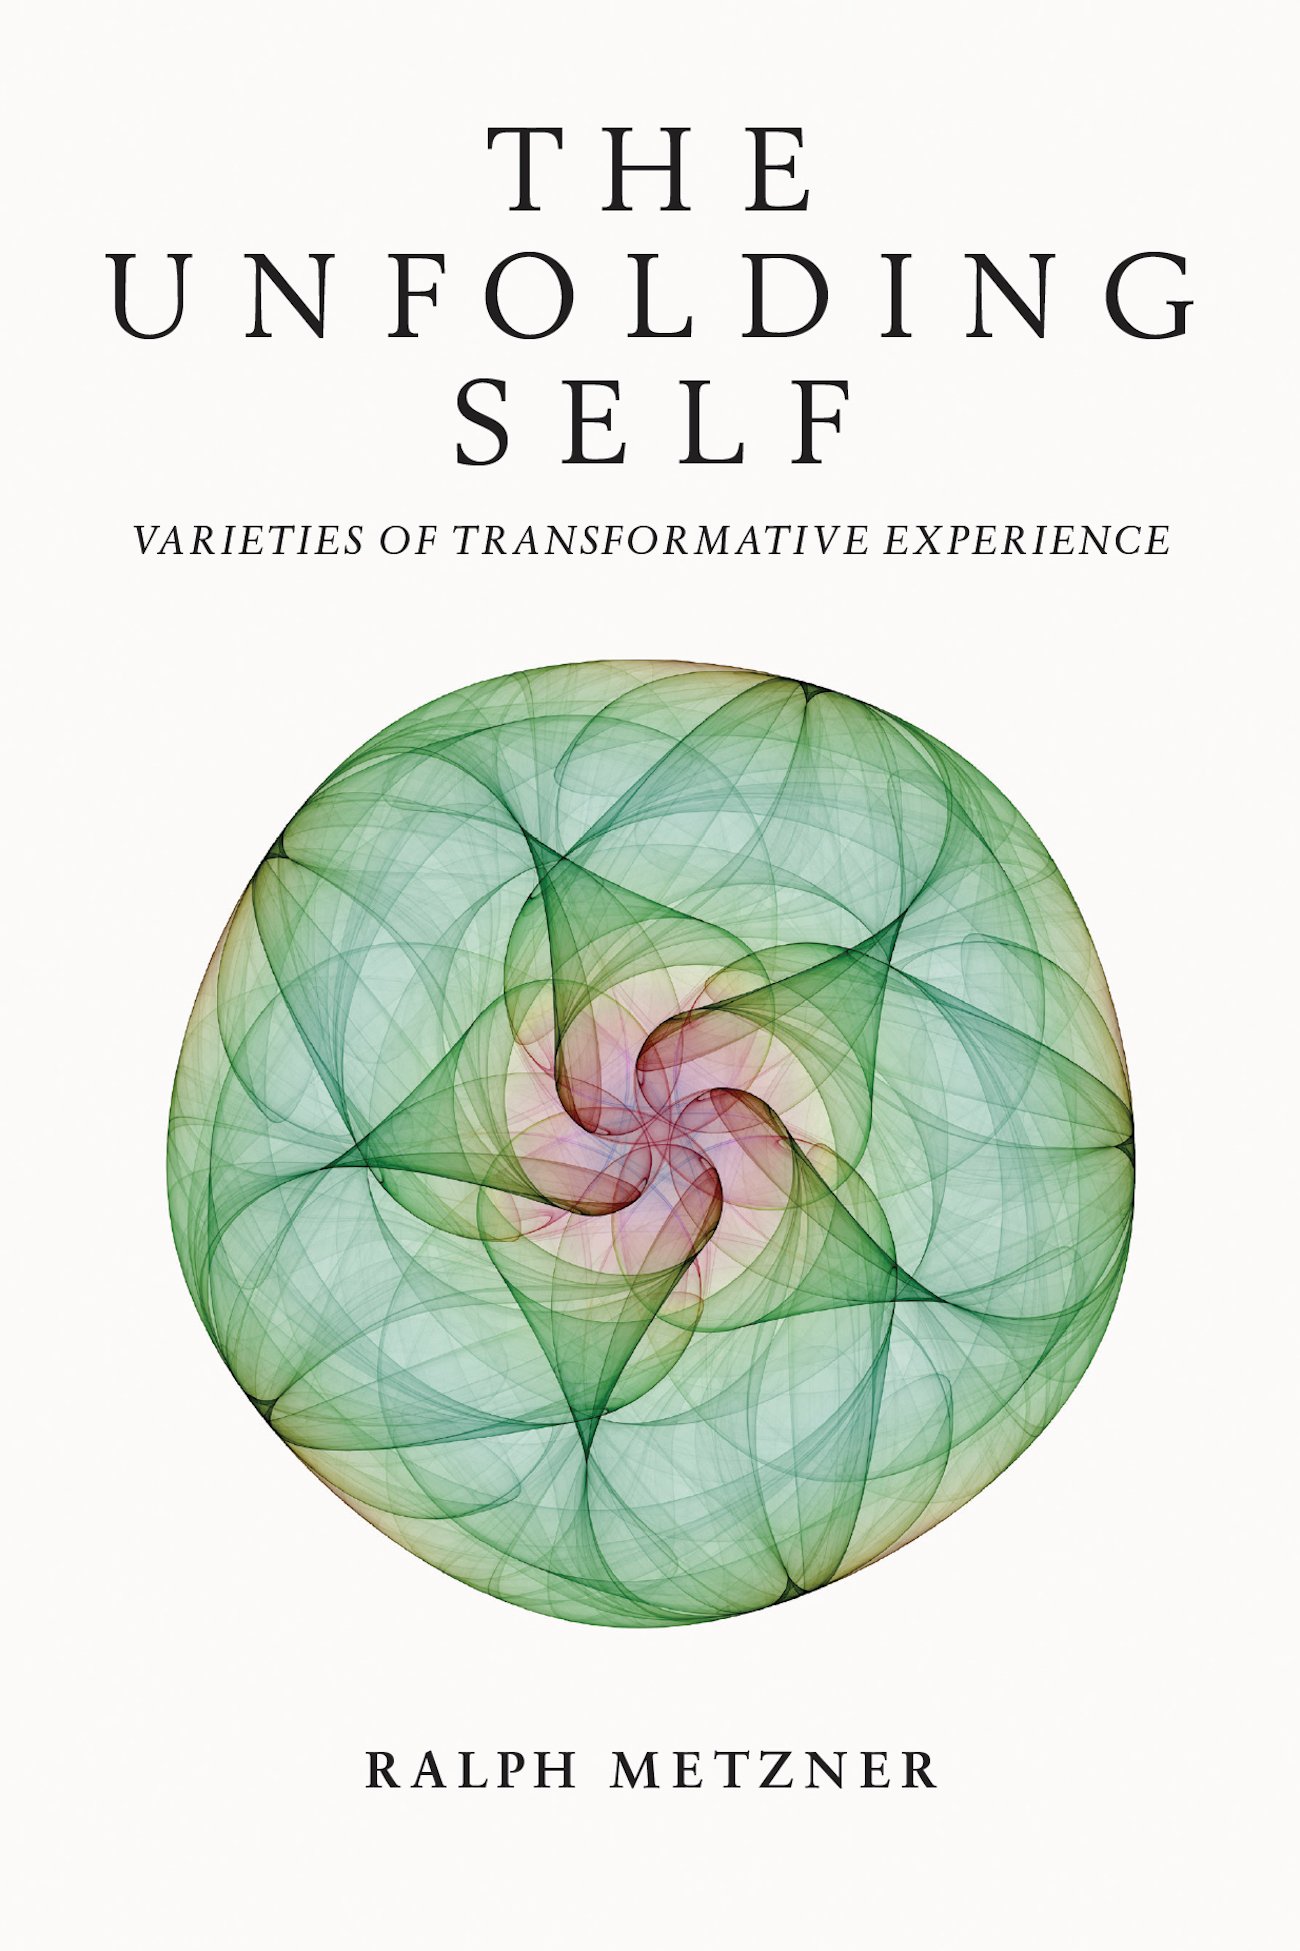 THE
UNFOLDING
SELF
VARIETIES OF TRANSFORMATIVE EXPERIENCE
RALPH METZNER